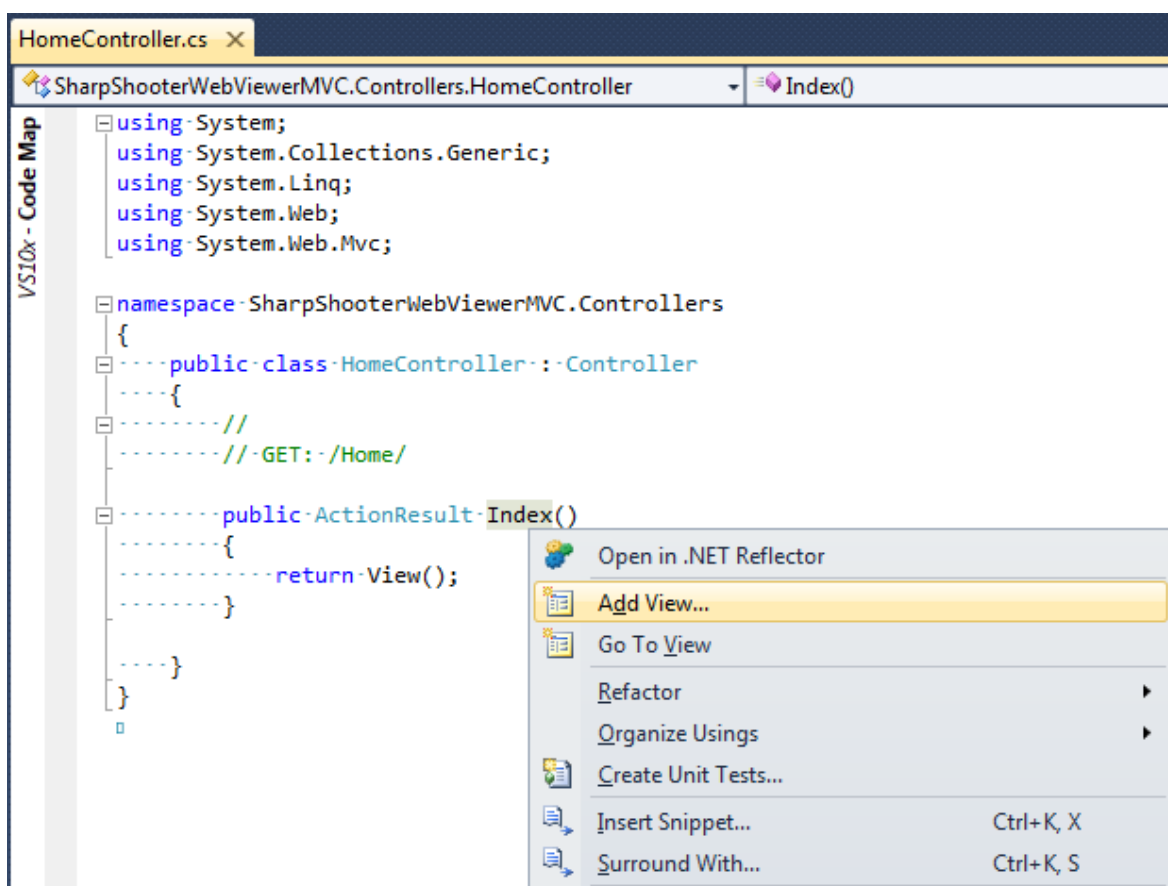 HomeController.cs
SharpShooterWebViewerMVC.Controllers.HomeController
Index()
VS10x - Code Map
using System;
using System.Collections.Generic;
using System.Linq;
using System.Web;
using System.Web.Mvc;
namespace SharpShooterWebViewerMVC.Controllers
{
public class HomeController : Controller
{
//
// GET: /Home/
public ActionResult Index()
{
return View();
}
}
}
Open in .NET Reflector
Add View...
Go To View
Refactor
Organize Usings
Create Unit Tests...
Insert Snippet... Ctrl+K, X
Surround With... Ctrl+K, S